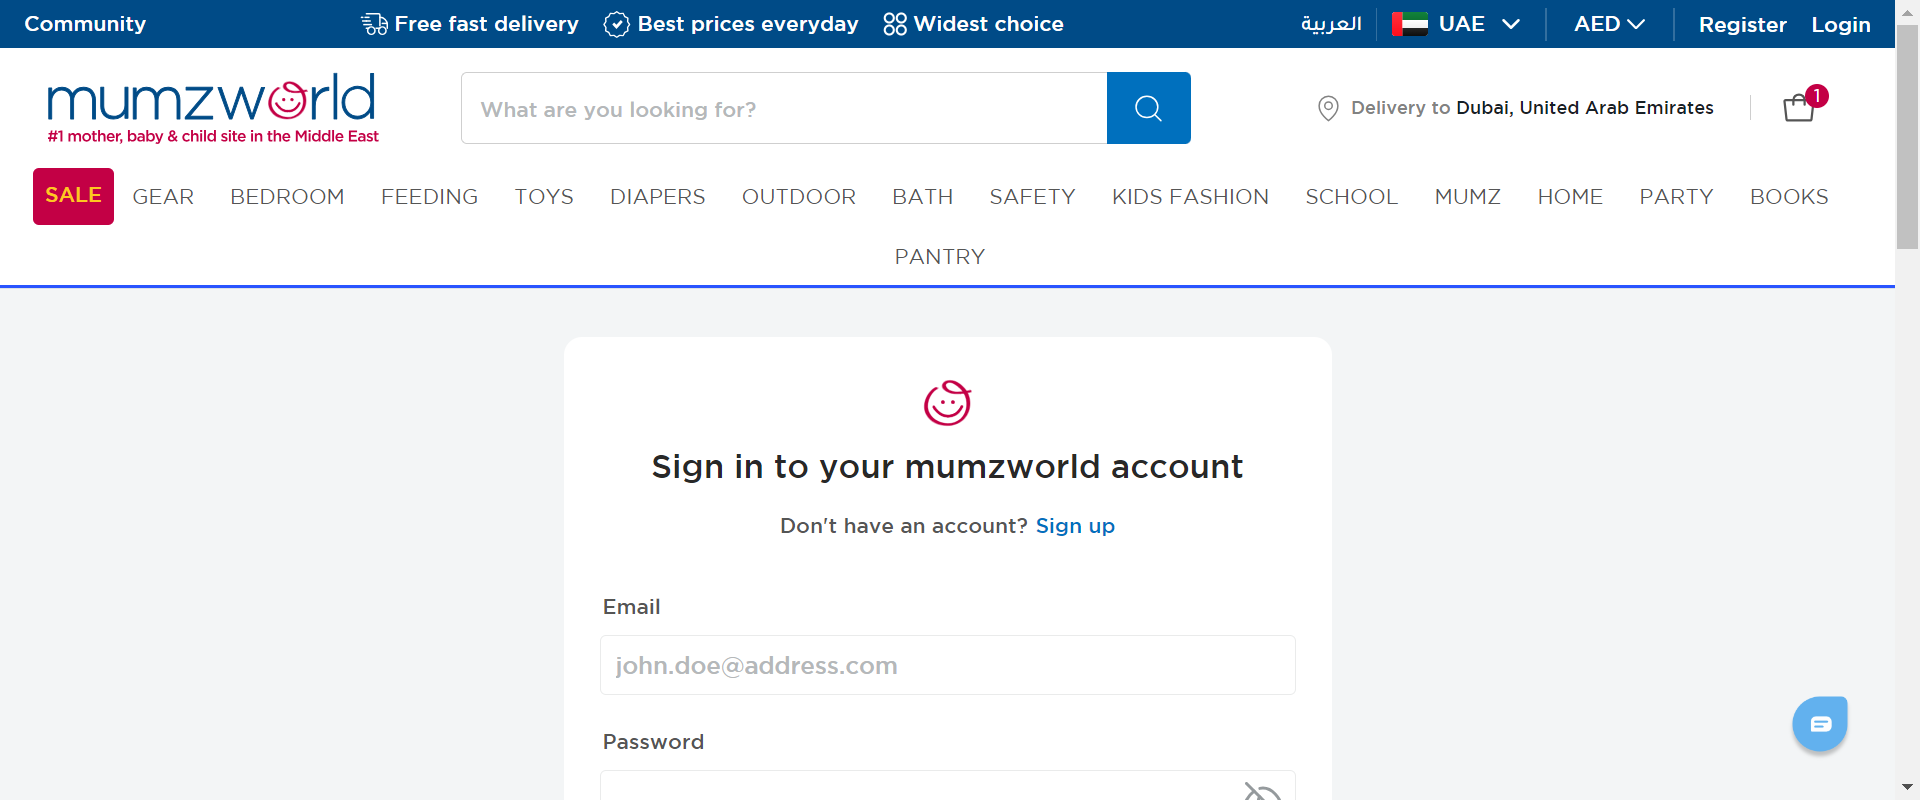 Community
Free fast delivery
Best prices everyday
Widest choice
العربية
UAE
AED
Register
Login
mumzworld
#1 mother, baby & child site in the Middle East
What are you looking for?
Delivery to Dubai, United Arab Emirates
1
SALE GEAR BEDROOM FEEDING TOYS DIAPERS OUTDOOR BATH SAFETY KIDS FASHION SCHOOL MUMZ HOME PARTY BOOKS
PANTRY
Sign in to your mumzworld account
Don't have an account? Sign up
Email
john.doe@address.com
Password